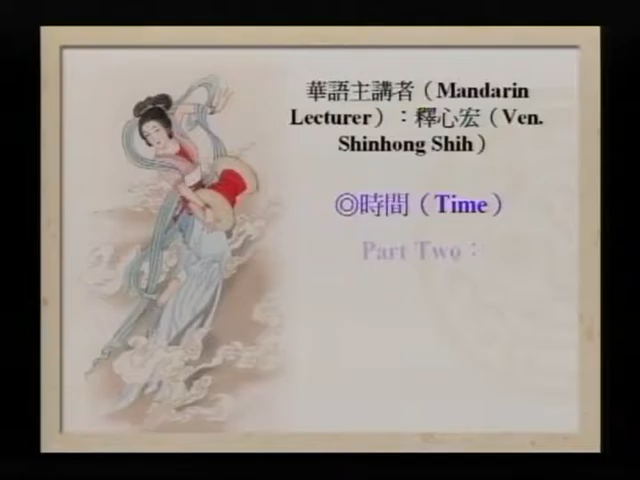 華語主講者（Mandarin
Lecturer）：釋心宏（Ven.
Shinhong Shih）
◎時間（Time）
Part Two：